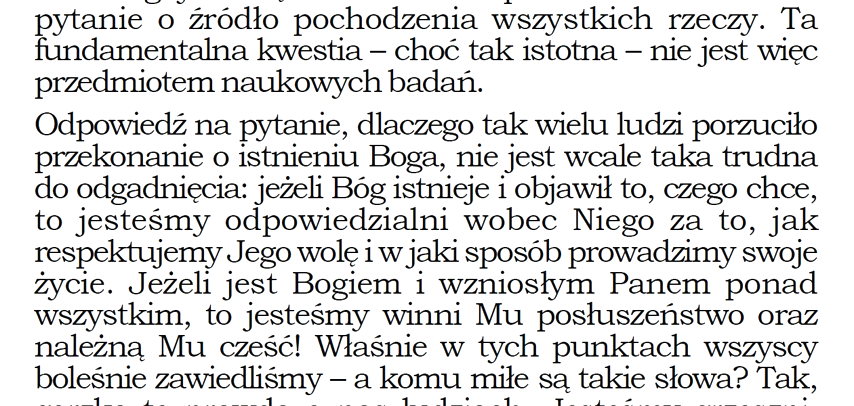 pytanie o źródło pochodzenia wszystkich rzeczy. Ta
fundamentalna kwestia – choć tak istotna – nie jest więc
przedmiotem naukowych badań.
Odpowiedź na pytanie, dlaczego tak wielu ludzi porzuciło
przekonanie o istnieniu Boga, nie jest wcale taka trudna
do odgadnięcia: jeżeli Bóg istnieje i objawił to, czego chce,
to jesteśmy odpowiedzialni wobec Niego za to, jak
respektujemy Jego wolę i w jaki sposób prowadzimy swoje
życie. Jeżeli jest Bogiem i wzniosłym Panem ponad
wszystkim, to jesteśmy winni Mu posłuszeństwo oraz
należną Mu cześć! Właśnie w tych punktach wszyscy
boleśnie zawiedliśmy – a komu miłe są takie słowa? Tak,